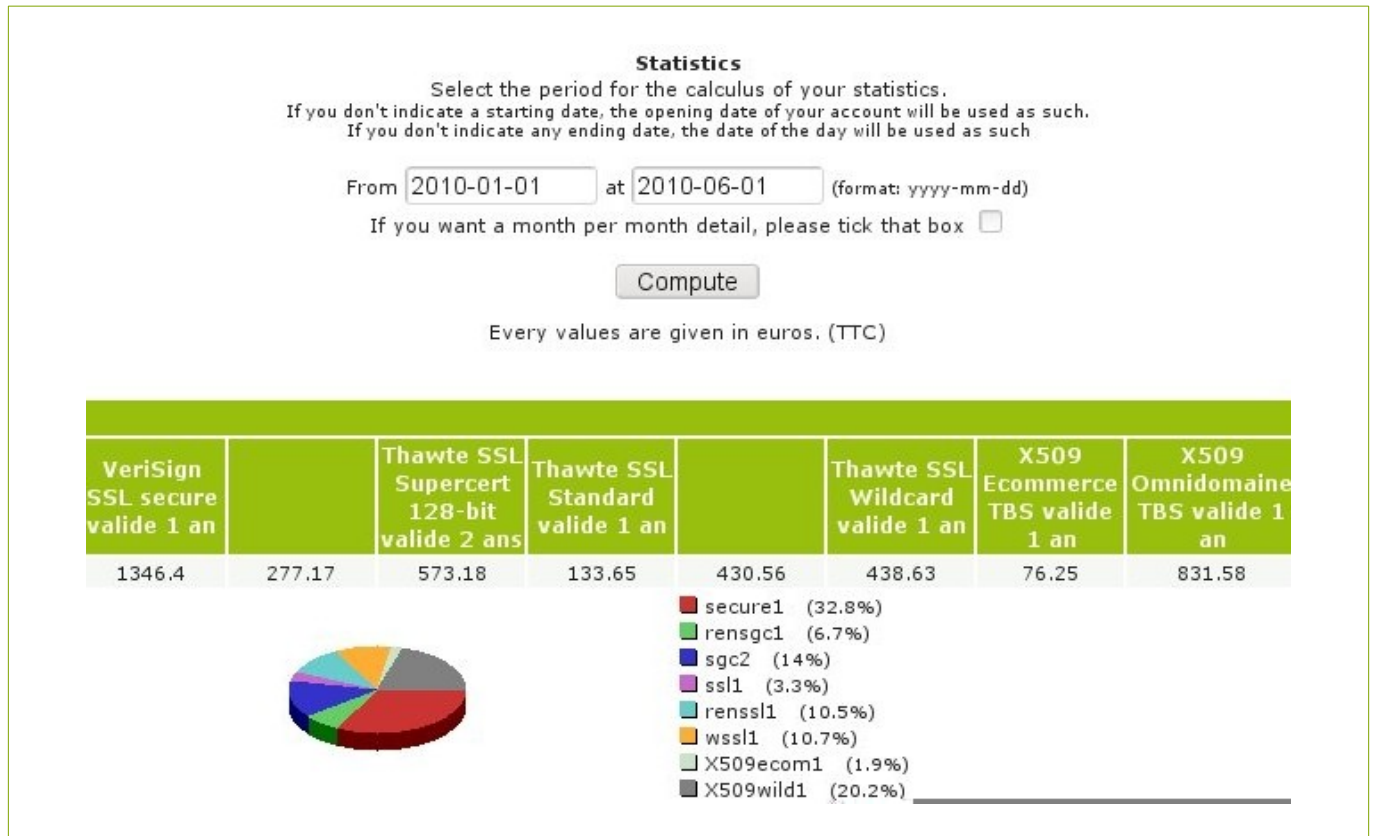 Statistics
Select the period for the calculus of your statistics.
If you don't indicate a starting date, the opening date of your account will be used as such.
If you don't indicate any ending date, the date of the day will be used as such
From 2010-01-01 at 2010-06-01 (format: yyyy-mm-dd)
If you want a month per month detail, please tick that box
Compute
Every values are given in euros. (TTC)
VeriSign
SSL secure
valide 1 an
Thawte SSL
Supercert
128-bit
valide 2 ans
Thawte SSL
Standard
valide 1 an
Thawte SSL
Wildcard
valide 1 an
X509
Ecommerce
TBS valide
1 an
X509
Omnidomaine
TBS valide 1
an
1346.4 277.17 573.18 133.65 430.56 438.63 76.25 831.58
secure1 (32.8%)
rensgc1 (6.7%)
sgc2 (14%)
ssl1 (3.3%)
renssl1 (10.5%)
wssl1 (10.7%)
X509ecom1 (1.9%)
X509wild1 (20.2%)